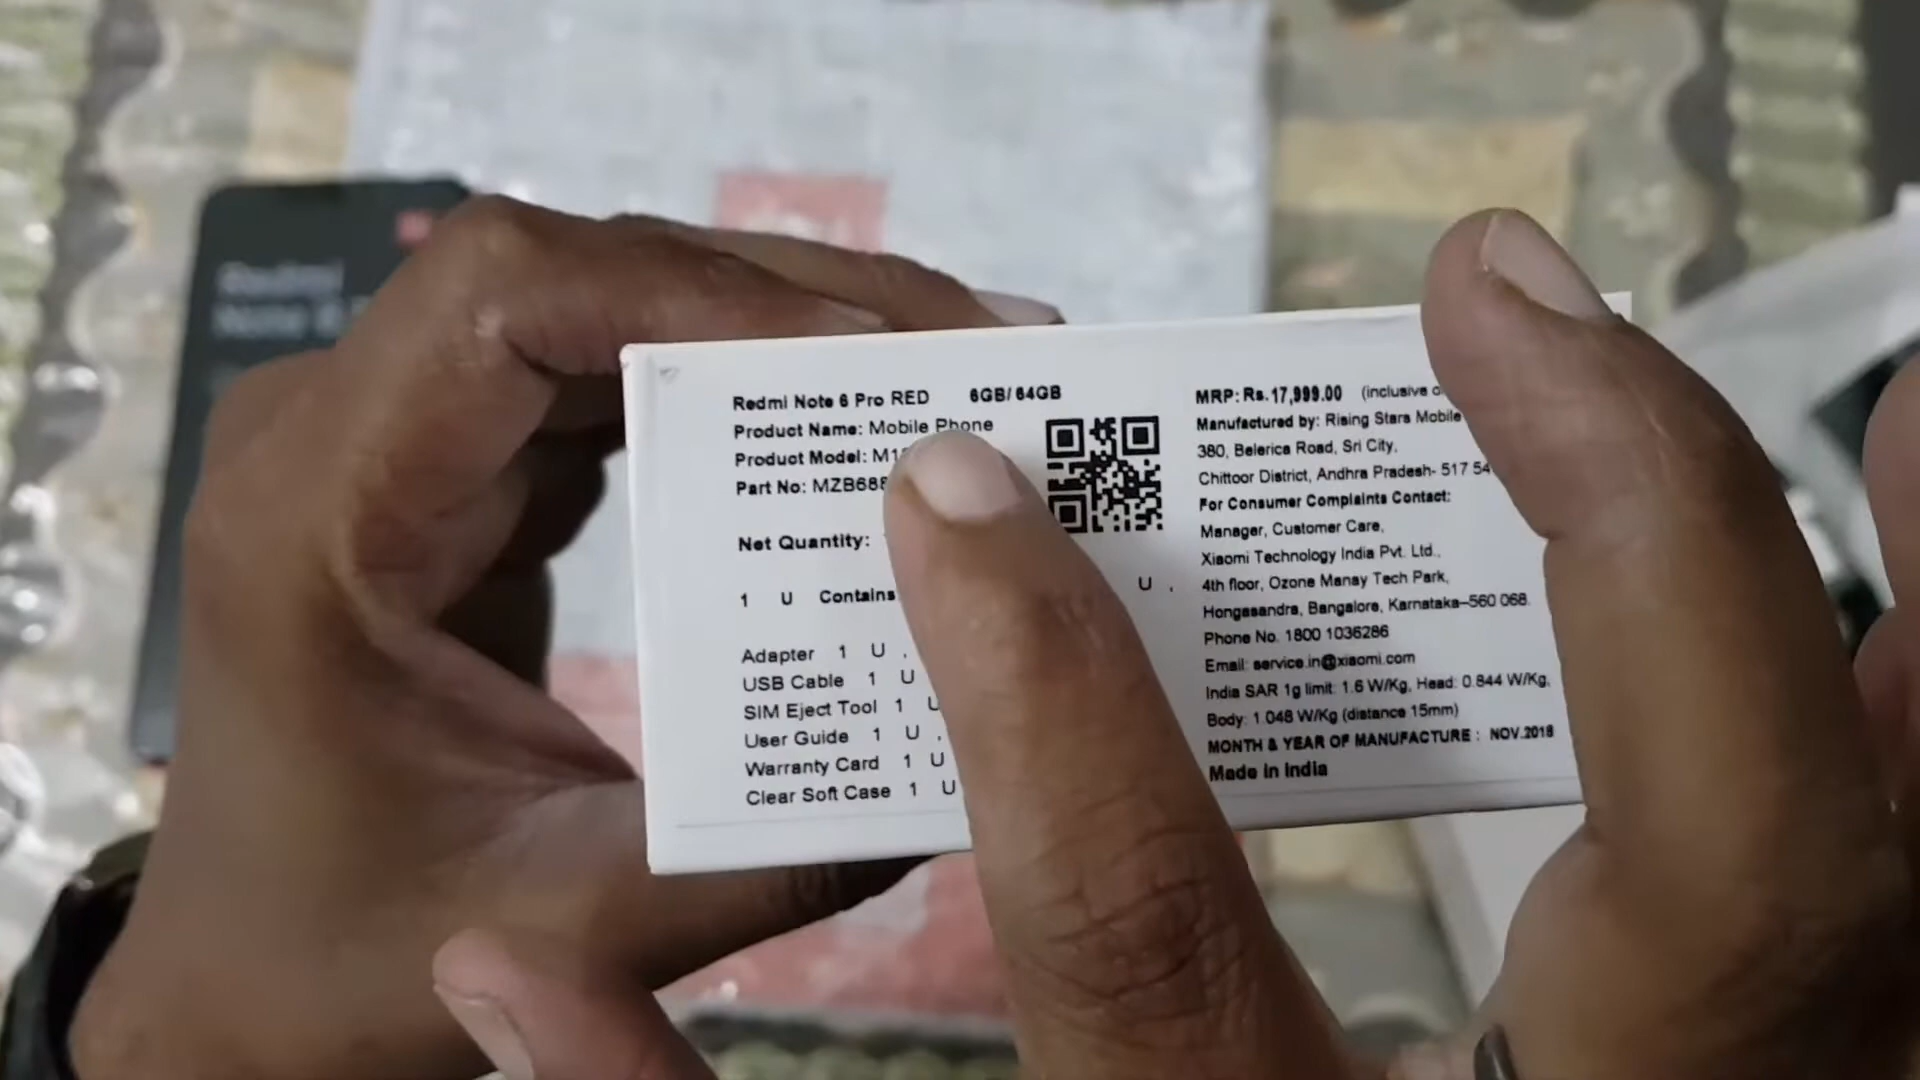 Redmi
Note 6
Redmi Note 6 Pro RED 6GB/ 64GB
Product Name: Mobile Phone
Product Model:
Part No: MZB688
Net Quantity:
1 U Contains
U ,
Adapter 1 U ,
USB Cable 1 U
SIM Eject Tool 1 U
User Guide 1 U ,
Warranty Card 1 U
Clear Soft Case 1 U
MRP: Rs. 17,999.00 (inclusive
Manufactured by: Rising Stars Mobile
380, Belerica Road, Sri City,
Chittoor District, Andhra Pradesh- 517 54
For Consumer Complaints Contact:
Manager, Customer Care,
Xiaomi Technology India Pvt. Ltd.,
4th floor, Ozone Manay Tech Park,
Hongasandra, Bangalore, Karnataka–560 068.
Phone No. 1800 1036286
Email: service.in@xiaomi.com
India SAR 1g limit: 1.6 W/Kg, Head: 0.844 W/Kg,
Body: 1.048 W/Kg (distance 15mm)
MONTH & YEAR OF MANUFACTURE : NOV.2018
Made in India